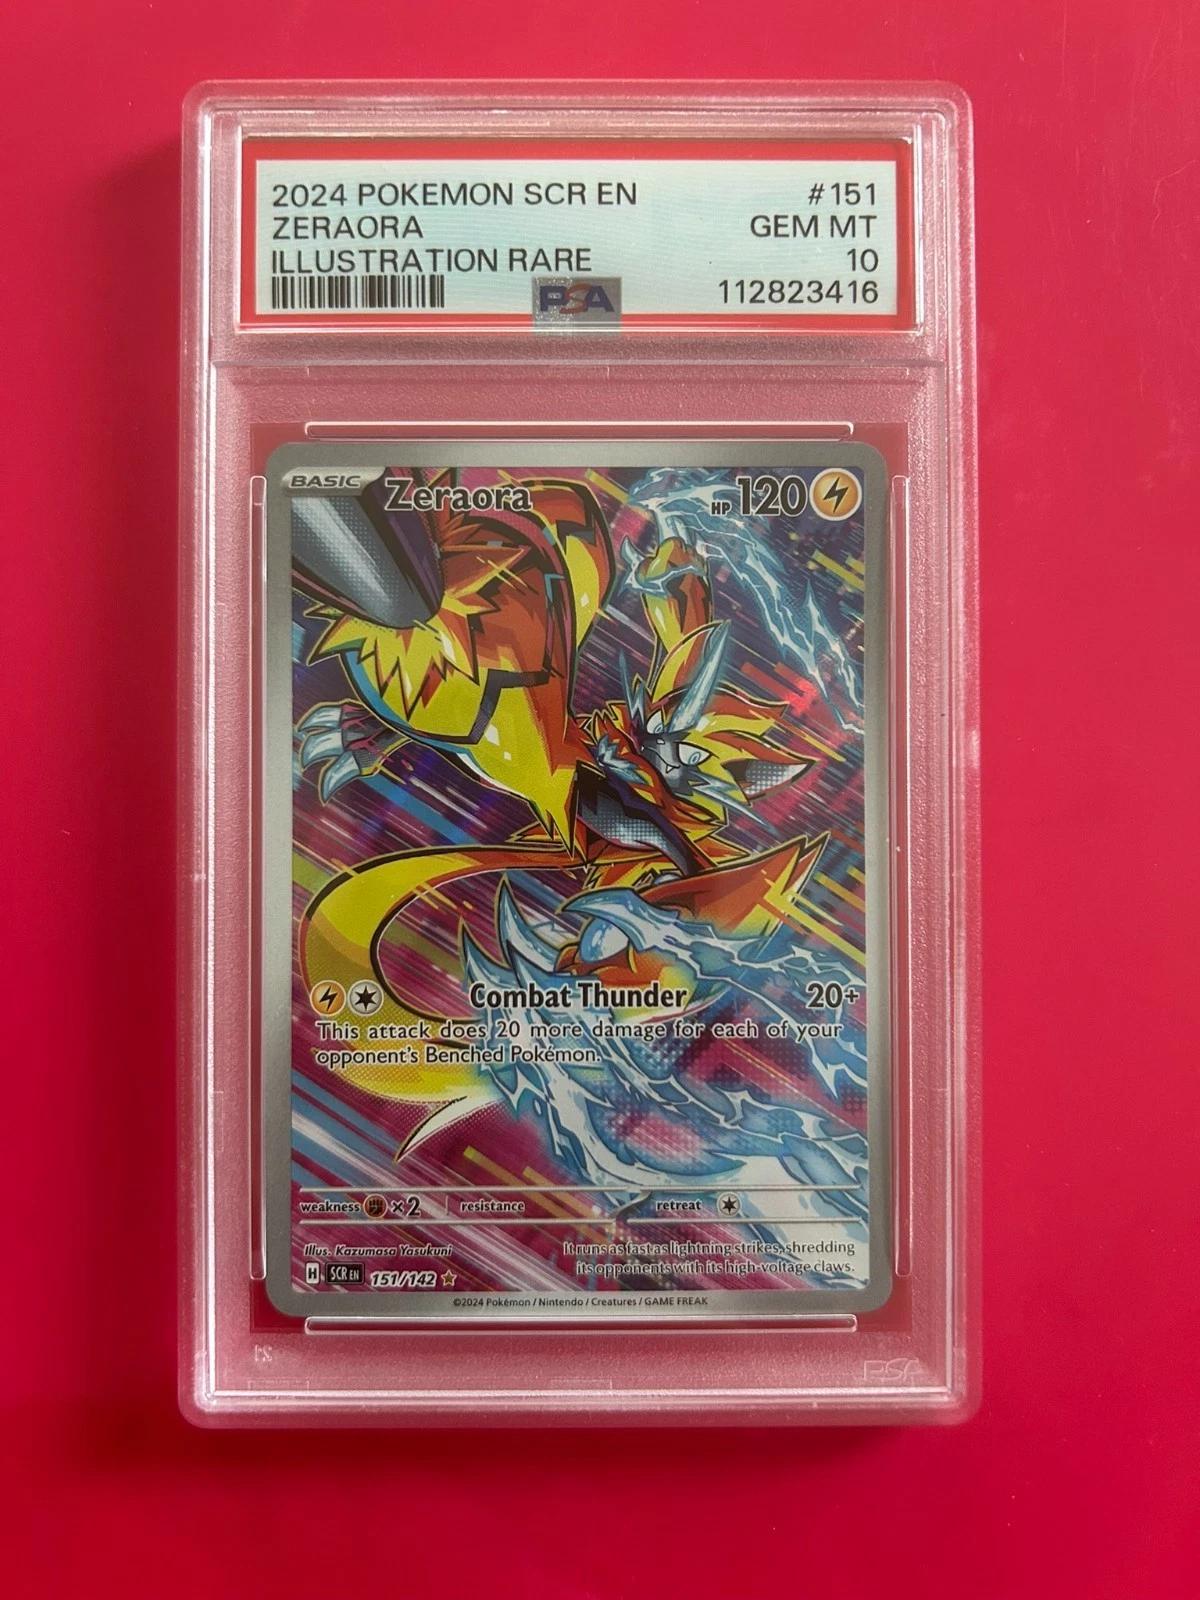 2024 POKEMON SCR EN #151
ZERAORA GEM MT
ILLUSTRATION RARE 10
PSA 112823416
BASIC Zeraora HP 120
Combat Thunder 20+
This attack does 20 more damage for each of your
opponent's Benched Pokémon.
weakness ×2 resistance retreat
Illus. Kazumasa Yasukuni
It runs as fast as lightning strikes, shredding
its opponents with its high-voltage claws.
H SCR EN 151/142
©2024 Pokémon / Nintendo / Creatures / GAME FREAK
21 PSA